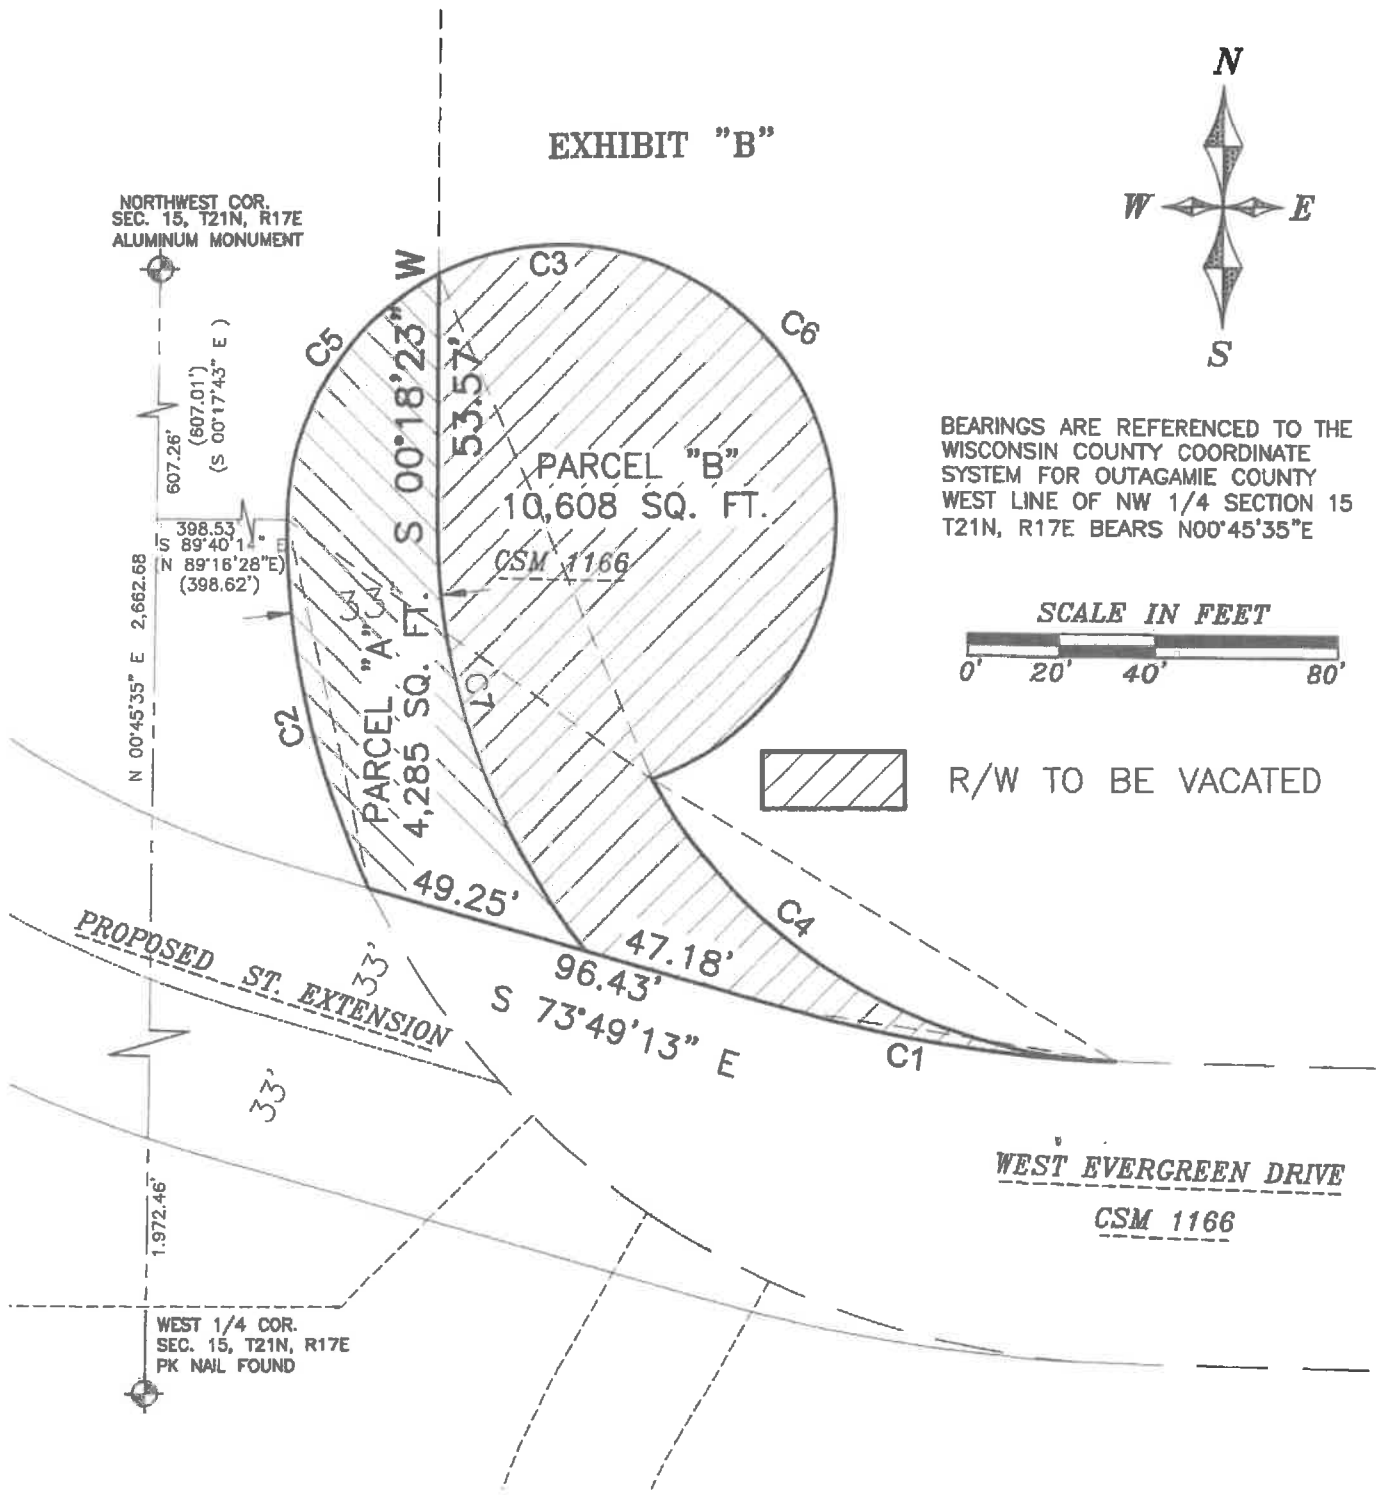 EXHIBIT "B"
N
W
E
S
NORTHWEST COR.
SEC. 15, T21N, R17E
ALUMINUM MONUMENT
607.26'
(607.01')
(S 00°17'43" E )
398.53
S 89°40'14" E
(N 89°16'28"E)
(398.62')
N 00°45'35" E 2,662.68
C3
C6
C5
S 00°18'23" W
53.57'
PARCEL "B"
10,608 SQ. FT.
CSM 1166
33'
PARCEL "A"
4,285 SQ. FT.
C7
C2
BEARINGS ARE REFERENCED TO THE
WISCONSIN COUNTY COORDINATE
SYSTEM FOR OUTAGAMIE COUNTY
WEST LINE OF NW 1/4 SECTION 15
T21N, R17E BEARS N00°45'35"E
SCALE IN FEET
0' 20' 40' 80'
R/W TO BE VACATED
49.25'
C4
47.18'
96.43'
S 73°49'13" E
C1
PROPOSED ST. EXTENSION
33'
33'
WEST EVERGREEN DRIVE
CSM 1166
1,972.46'
WEST 1/4 COR.
SEC. 15, T21N, R17E
PK NAIL FOUND